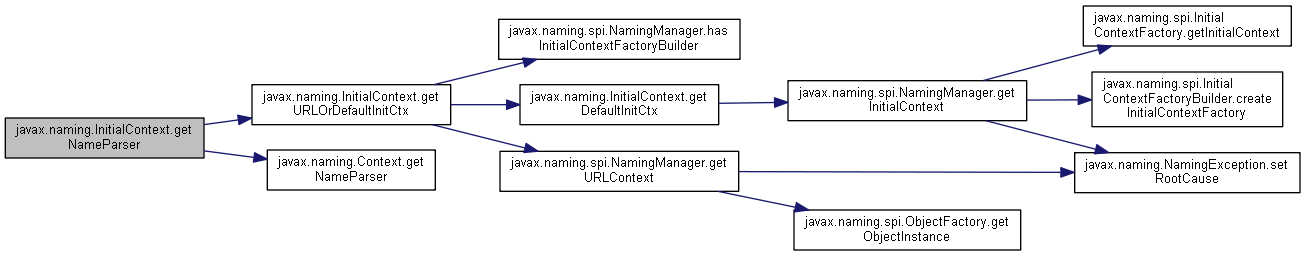 javax.naming.InitialContext.get
NameParser
javax.naming.InitialContext.get
URLOrDefaultInitCtx
javax.naming.Context.get
NameParser
javax.naming.spi.NamingManager.has
InitialContextFactoryBuilder
javax.naming.InitialContext.get
DefaultInitCtx
javax.naming.spi.NamingManager.get
URLContext
javax.naming.spi.NamingManager.get
InitialContext
javax.naming.spi.ObjectFactory.get
ObjectInstance
javax.naming.spi.Initial
ContextFactory.getInitialContext
javax.naming.spi.Initial
ContextFactoryBuilder.create
InitialContextFactory
javax.naming.NamingException.set
RootCause